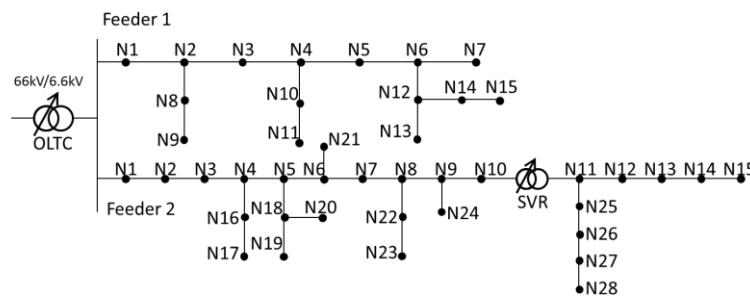 Feeder 1
N1 N2 N3 N4 N5 N6 N7
66kV/6.6kV
N8 N10 N12 N14 N15
OLTC
N9 N11 N13
N21
N1 N2 N3 N4 N5 N6 N7 N8 N9 N10 N11 N12 N13 N14 N15
SVR
Feeder 2
N16 N18 N20 N22 N24 N25
N26
N17 N19 N23 N27
N28